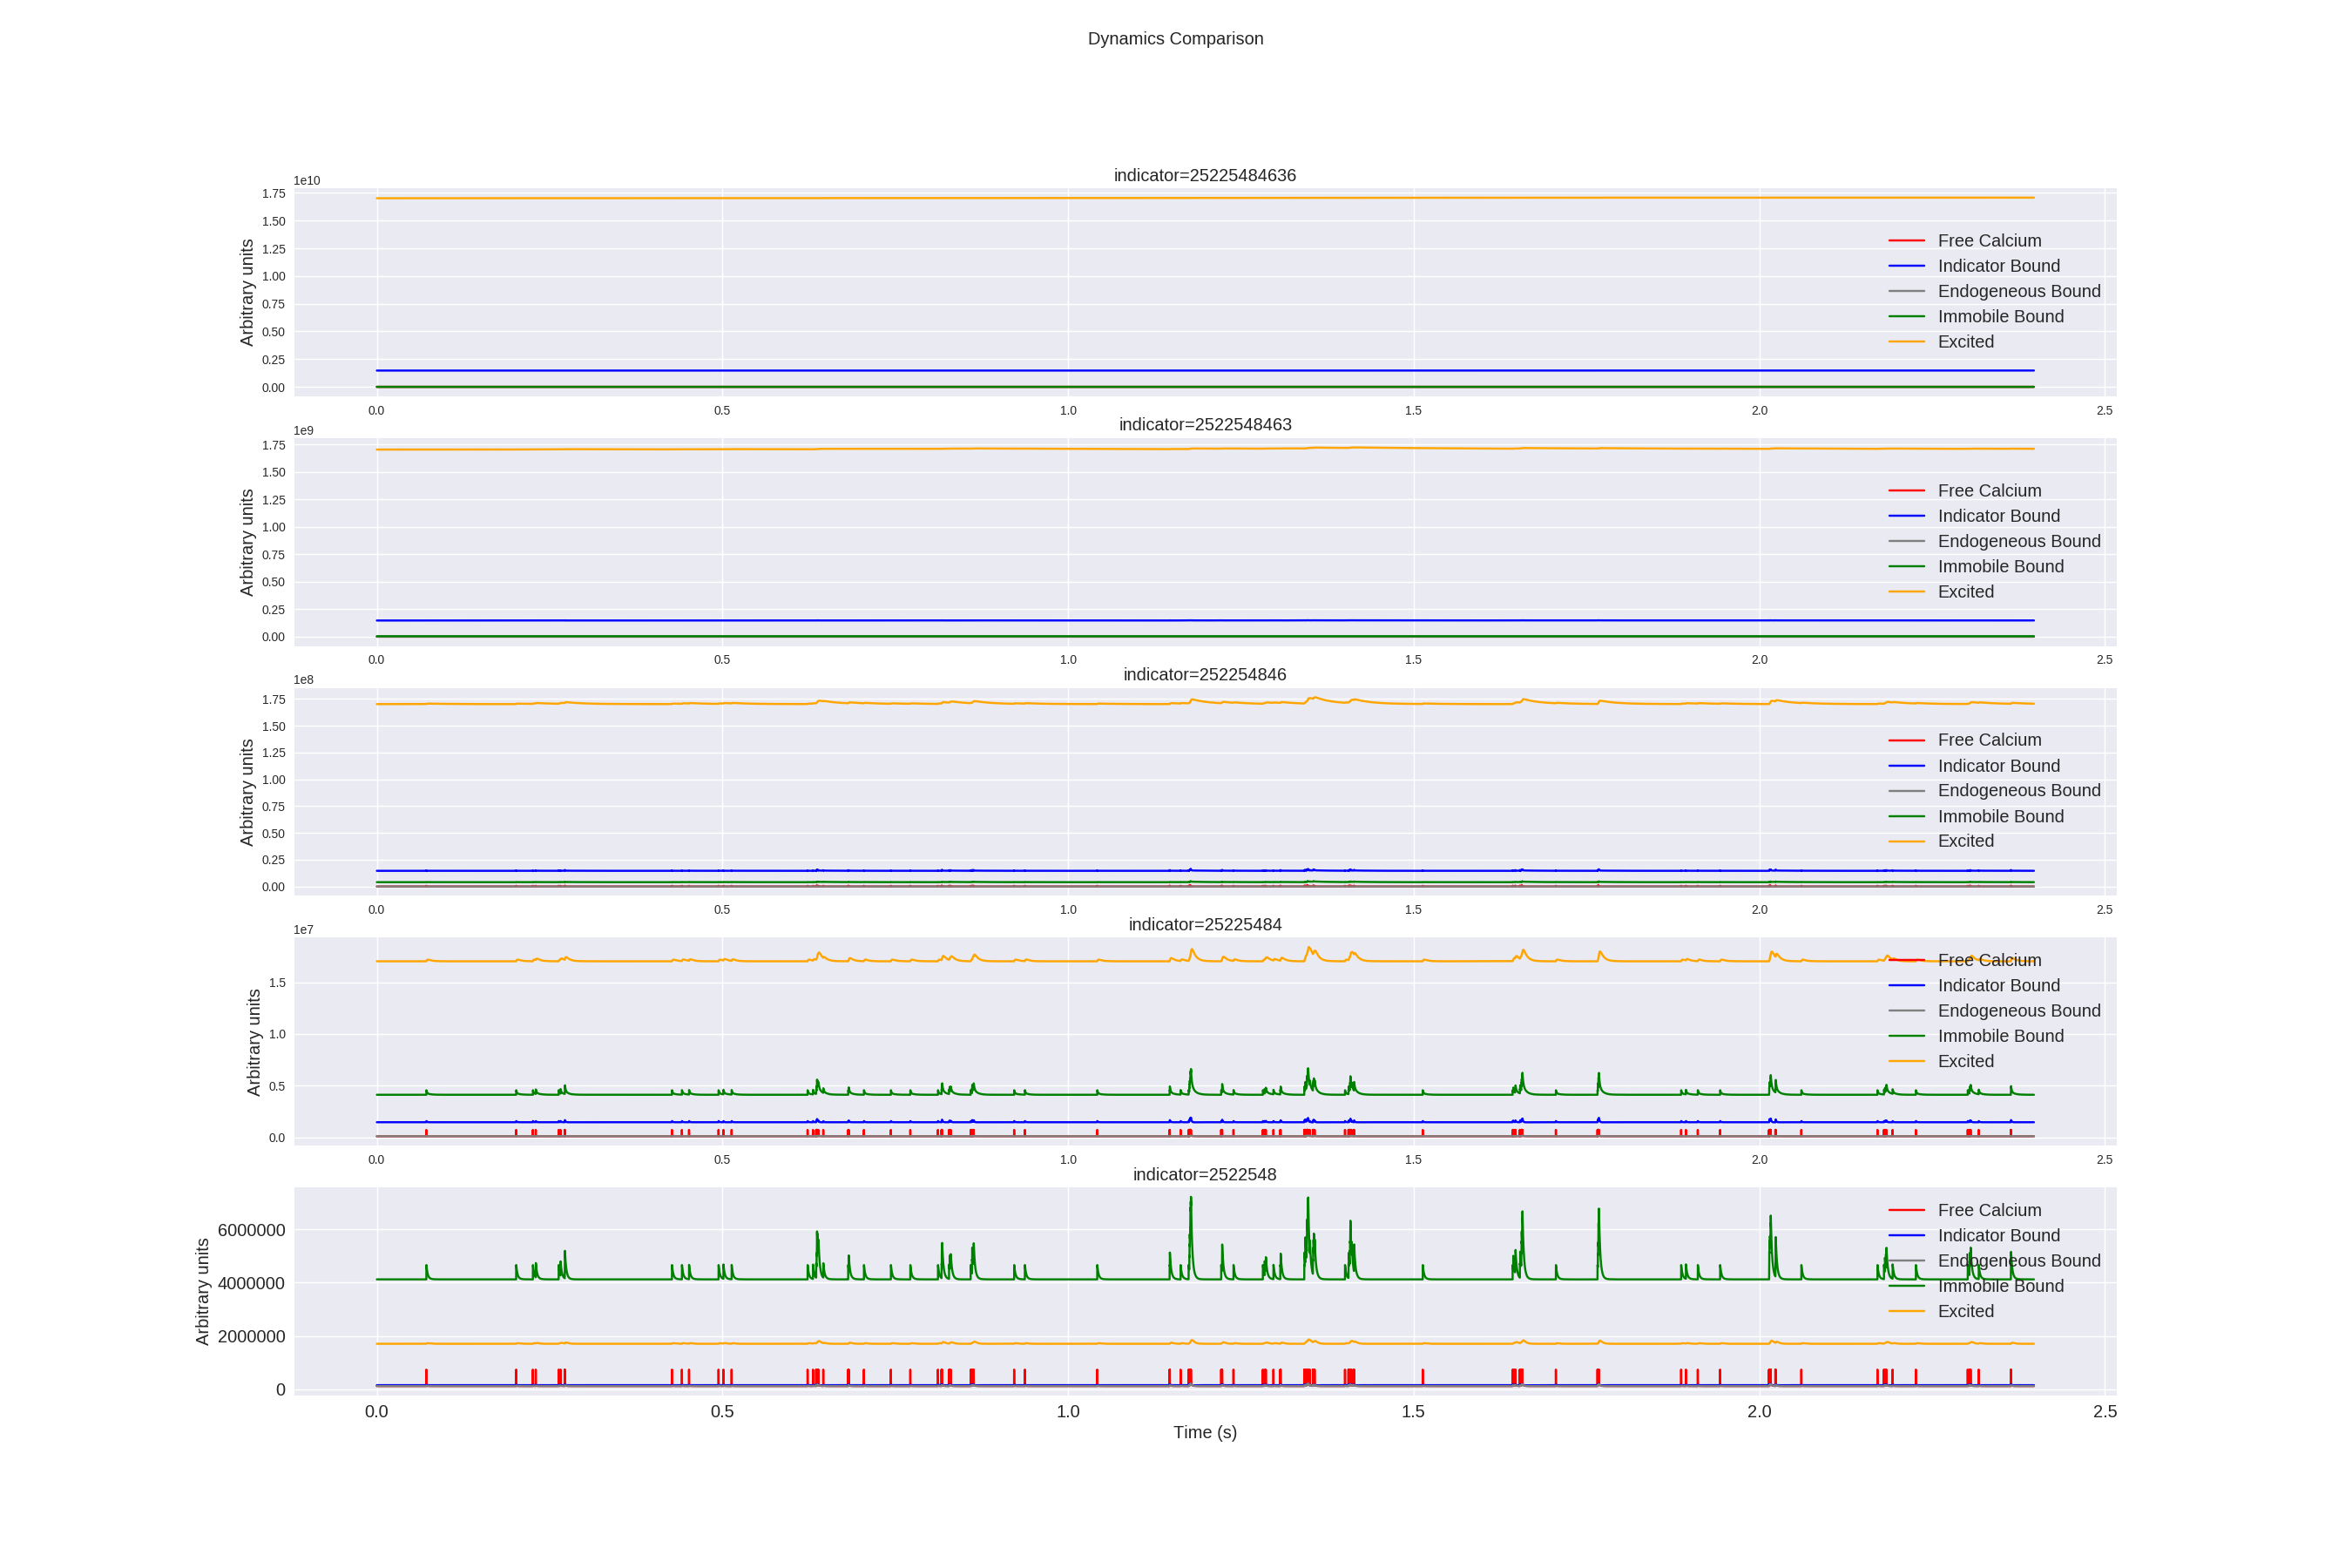 Dynamics Comparison
indicator=25225484636
1e10
1.75
1.50
1.25
1.00
0.75
0.50
0.25
0.00
Arbitrary units
Free Calcium
Indicator Bound
Endogeneous Bound
Immobile Bound
Excited
0.0 0.5 1.0 1.5 2.0 2.5
indicator=2522548463
1e9
1.75
1.50
1.25
1.00
0.75
0.50
0.25
0.00
Arbitrary units
Free Calcium
Indicator Bound
Endogeneous Bound
Immobile Bound
Excited
0.0 0.5 1.0 1.5 2.0 2.5
indicator=252254846
1e8
1.75
1.50
1.25
1.00
0.75
0.50
0.25
0.00
Arbitrary units
Free Calcium
Indicator Bound
Endogeneous Bound
Immobile Bound
Excited
0.0 0.5 1.0 1.5 2.0 2.5
indicator=25225484
1e7
1.5
1.0
0.5
0.0
Arbitrary units
Free Calcium
Indicator Bound
Endogeneous Bound
Immobile Bound
Excited
0.0 0.5 1.0 1.5 2.0 2.5
indicator=2522548
6000000
4000000
2000000
0
Arbitrary units
Free Calcium
Indicator Bound
Endogeneous Bound
Immobile Bound
Excited
0.0 0.5 1.0 1.5 2.0 2.5
Time (s)